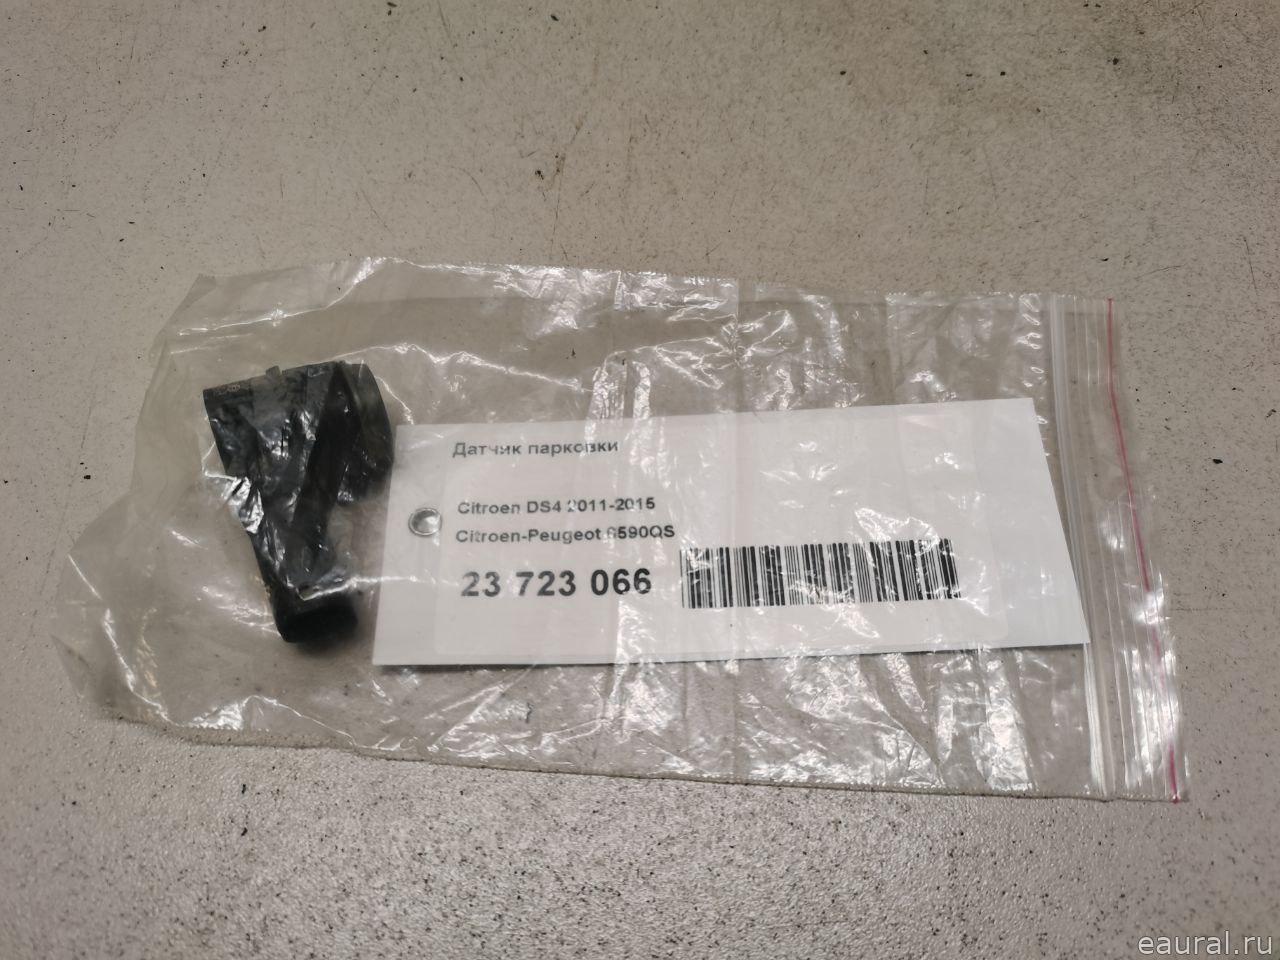 Датчик парковки
Citroen DS4 2011-2015
Citroen-Peugeot 6590QS
23 723 066
eaural.ru